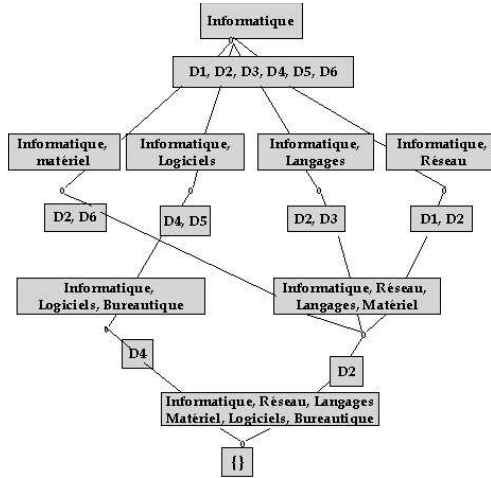 Informatique
D1, D2, D3, D4, D5, D6
Informatique,
matériel
Informatique,
Logiciels
Informatique,
Langages
Informatique,
Réseau
D2, D6
D4, D5
D2, D3
D1, D2
Informatique,
Logiciels, Bureautique
Informatique, Réseau,
Langages, Matériel
D4
D2
Informatique, Réseau, Langages
Matériel, Logiciels, Bureautique
{}